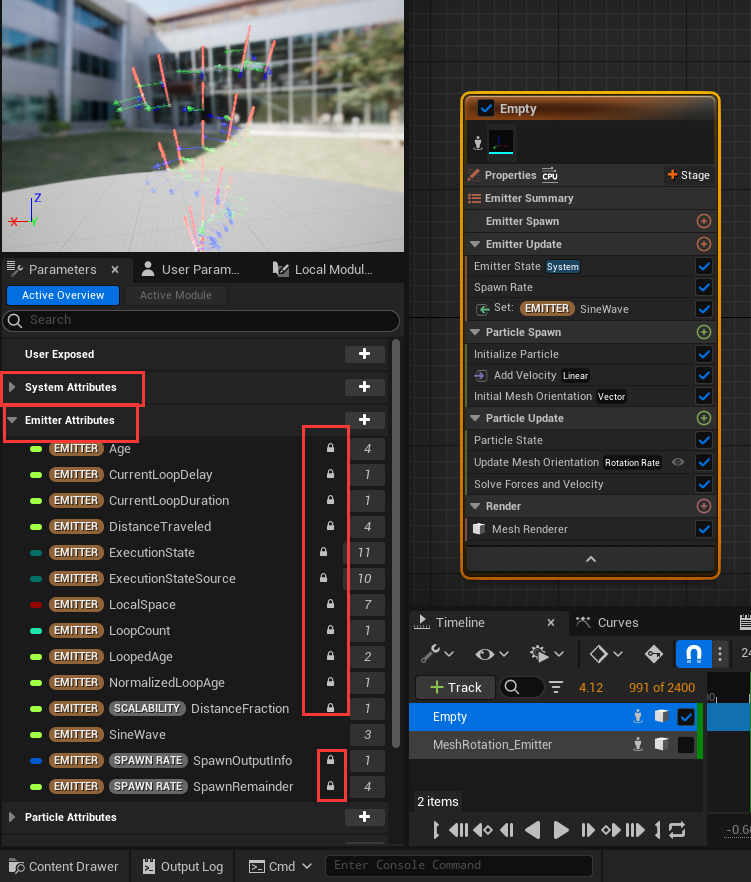 Z
X
Y
Parameters
User Param...
Local Modul...
Active Overview
Active Module
Search
User Exposed
System Attributes
Emitter Attributes
EMITTER Age 4
EMITTER CurrentLoopDelay 1
EMITTER CurrentLoopDuration 1
EMITTER DistanceTraveled 4
EMITTER ExecutionState 11
EMITTER ExecutionStateSource 10
EMITTER LocalSpace 7
EMITTER LoopCount 1
EMITTER LoopedAge 2
EMITTER NormalizedLoopAge 1
EMITTER SCALABILITY DistanceFraction 1
EMITTER SineWave 3
EMITTER SPAWN RATE SpawnOutputInfo 1
EMITTER SPAWN RATE SpawnRemainder 4
Particle Attributes
Empty
Properties CPU + Stage
Emitter Summary
Emitter Spawn
Emitter Update
Emitter State System
Spawn Rate
Set: EMITTER SineWave
Particle Spawn
Initialize Particle
Add Velocity Linear
Initial Mesh Orientation Vector
Particle Update
Particle State
Update Mesh Orientation Rotation Rate
Solve Forces and Velocity
Render
Mesh Renderer
Timeline
Curves
24
+ Track
4.12
991 of 2400
Empty
MeshRotation_Emitter
2 items
Content Drawer
Output Log
Cmd
Enter Console Command